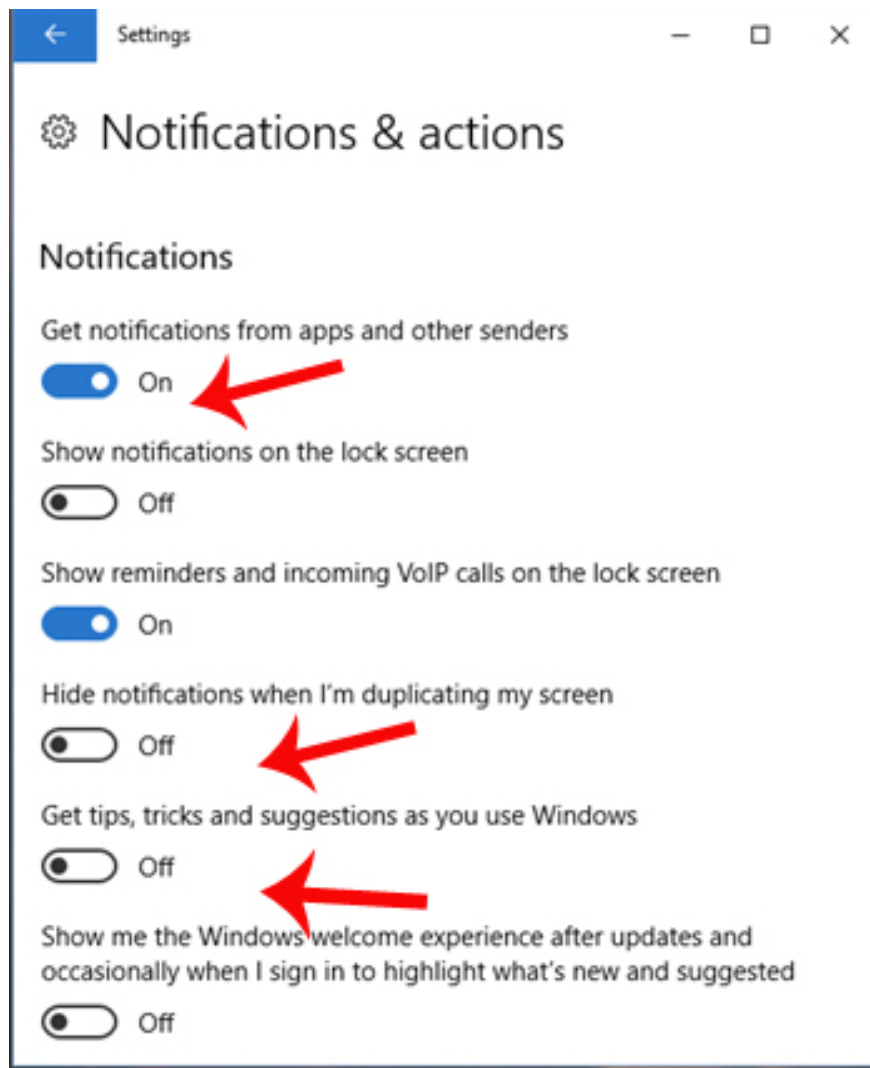 Settings
Notifications & actions
Notifications
Get notifications from apps and other senders
On
Show notifications on the lock screen
Off
Show reminders and incoming VoIP calls on the lock screen
On
Hide notifications when I'm duplicating my screen
Off
Get tips, tricks and suggestions as you use Windows
Off
Show me the Windows welcome experience after updates and
occasionally when I sign in to highlight what's new and suggested
Off